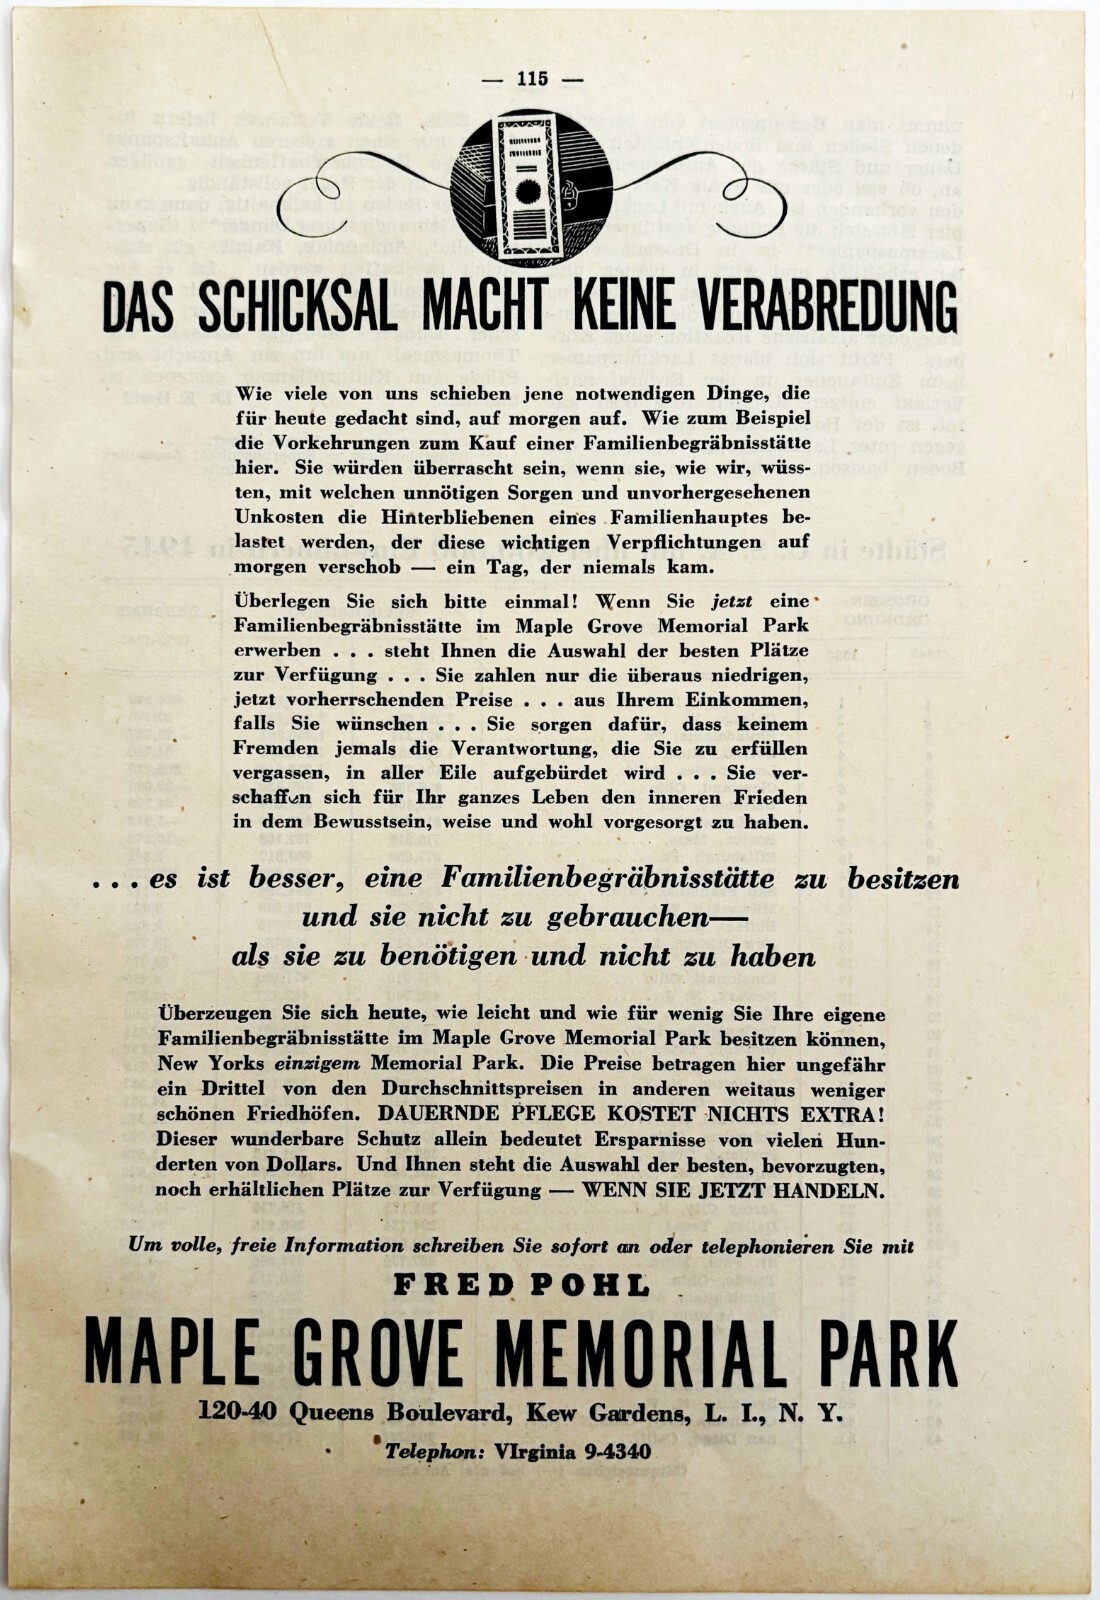 — 115 —
DAS SCHICKSAL MACHT KEINE VERABREDUNG
Wie viele von uns schieben jene notwendigen Dinge, die
für heute gedacht sind, auf morgen auf. Wie zum Beispiel
die Vorkehrungen zum Kauf einer Familienbegräbnisstätte
hier. Sie würden überrascht sein, wenn sie, wie wir, wüss-
ten, mit welchen unnötigen Sorgen und unvorhergesehenen
Unkosten die Hinterbliebenen eines Familienhauptes be-
lastet werden, der diese wichtigen Verpflichtungen auf
morgen verschob — ein Tag, der niemals kam.
Überlegen Sie sich bitte einmal! Wenn Sie jetzt eine
Familienbegräbnisstätte im Maple Grove Memorial Park
erwerben . . . steht Ihnen die Auswahl der besten Plätze
zur Verfügung . . . Sie zahlen nur die überaus niedrigen,
jetzt vorherrschenden Preise . . . aus Ihrem Einkommen,
falls Sie wünschen . . . Sie sorgen dafür, dass keinem
Fremden jemals die Verantwortung, die Sie zu erfüllen
vergassen, in aller Eile aufgebürdet wird . . . Sie ver-
schaffen sich für Ihr ganzes Leben den inneren Frieden
in dem Bewusstsein, weise und wohl vorgesorgt zu haben.
. . . es ist besser, eine Familienbegräbnisstätte zu besitzen
und sie nicht zu gebrauchen—
als sie zu benötigen und nicht zu haben
Überzeugen Sie sich heute, wie leicht und wie für wenig Sie Ihre eigene
Familienbegräbnisstätte im Maple Grove Memorial Park besitzen können,
New Yorks einzigem Memorial Park. Die Preise betragen hier ungefähr
ein Drittel von den Durchschnittspreisen in anderen weitaus weniger
schönen Friedhöfen. DAUERNDE PFLEGE KOSTET NICHTS EXTRA!
Dieser wunderbare Schutz allein bedeutet Ersparnisse von vielen Hun-
derten von Dollars. Und Ihnen steht die Auswahl der besten, bevorzugten,
noch erhältlichen Plätze zur Verfügung — WENN SIE JETZT HANDELN.
Um volle, freie Information schreiben Sie sofort an oder telephonieren Sie mit
FRED POHL
MAPLE GROVE MEMORIAL PARK
120-40 Queens Boulevard, Kew Gardens, L. I., N. Y.
Telephon: VIrginia 9-4340